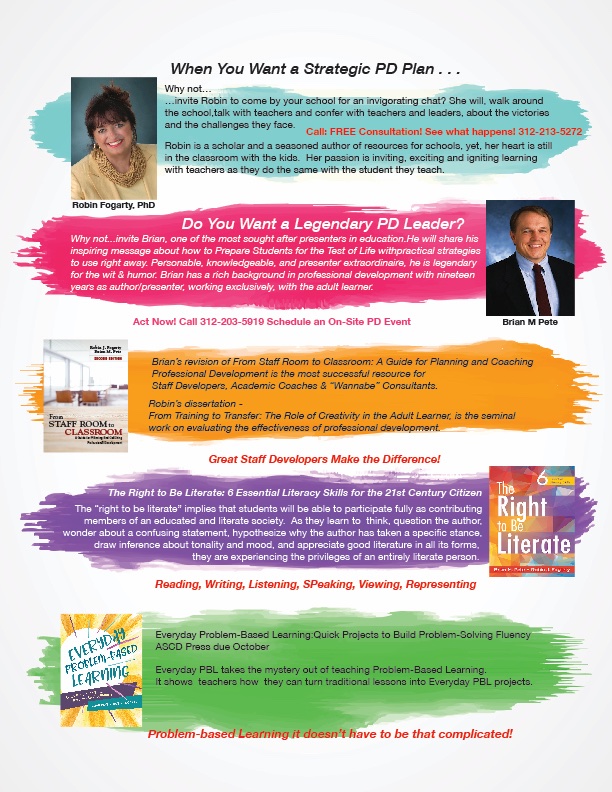 When You Want a Strategic PD Plan . . .
Why not...
...invite Robin to come by your school for an invigorating chat? She will, walk around
the school,talk with teachers and confer with teachers and leaders, about the victories
and the challenges they face.
Call: FREE Consultation! See what happens! 312-213-5272
Robin is a scholar and a seasoned author of resources for schools, yet, her heart is still
in the classroom with the kids. Her passion is inviting, exciting and igniting learning
with teachers as they do the same with the student they teach.
Robin Fogarty, PhD
Do You Want a Legendary PD Leader?
Why not...invite Brian, one of the most sought after presenters in education.He will share his
inspiring message about how to Prepare Students for the Test of Life withpractical strategies
to use right away. Personable, knowledgeable, and presenter extraordinaire, he is legendary
for the wit & humor. Brian has a rich background in professional development with nineteen
years as author/presenter, working exclusively, with the adult learner.
Act Now! Call 312-203-5919 Schedule an On-Site PD Event
Brian M Pete
Robin J. Fogarty
Brian M. Pete
SECOND EDITION
From
STAFF ROOM to
CLASSROOM
A Guide for Planning and Coaching
Professional Development
Brian's revision of From Staff Room to Classroom: A Guide for Planning and Coaching
Professional Development is the most successful resource for
Staff Developers, Academic Coaches & "Wannabe" Consultants.
Robin's dissertation -
From Training to Transfer: The Role of Creativity in the Adult Learner, is the seminal
work on evaluating the effectiveness of professional development.
Great Staff Developers Make the Difference!
The Right to Be Literate: 6 Essential Literacy Skills for the 21st Century Citizen
The "right to be literate" implies that students will be able to participate fully as contributing
members of an educated and literate society. As they learn to think, question the author,
wonder about a confusing statement, hypothesize why the author has taken a specific stance,
draw inference about tonality and mood, and appreciate good literature in all its forms,
they are experiencing the privileges of an entirely literate person.
6
The
Right
to Be
Literate
Brian M. Pete • Robin J. Fogarty
Reading, Writing, Listening, SPeaking, Viewing, Representing
EVERYDAY
PROBLEM-BASED
LEARNING
Everyday Problem-Based Learning:Quick Projects to Build Problem-Solving Fluency
ASCD Press due October
Everyday PBL takes the mystery out of teaching Problem-Based Learning.
It shows teachers how they can turn traditional lessons into Everyday PBL projects.
Problem-based Learning it doesn't have to be that complicated!